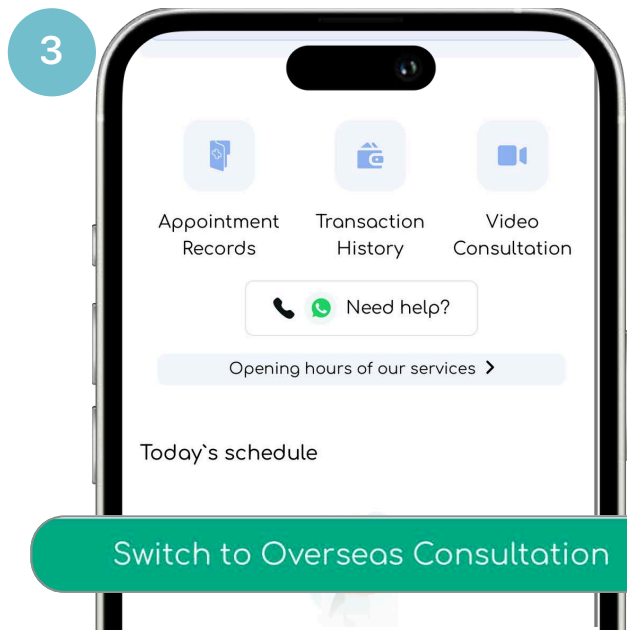 3
Appointment Transaction Video
Records History Consultation
Need help?
Opening hours of our services
Today`s schedule
Switch to Overseas Consultation